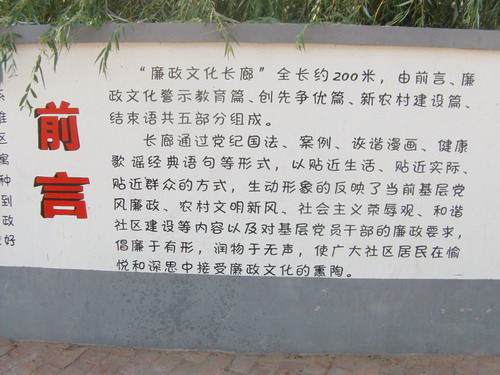 前言
“廉政文化长廊”全长约200米，由前言、廉
政文化警示教育篇、创先争优篇、新农村建设篇、
结束语共五部分组成。
长廊通过党纪国法、案例、诙谐漫画、健康
歌谣经典语句等形式，以贴近生活、贴近实际、
贴近群众的方式，生动形象的反映了当前基层党
风廉政、农村文明新风、社会主义荣辱观、和谐
社区建设等内容以及对基层党员干部的廉政要求，
倡廉于有形，润物于无声，使广大社区居民在愉
悦和深思中接受廉政文化的熏陶。